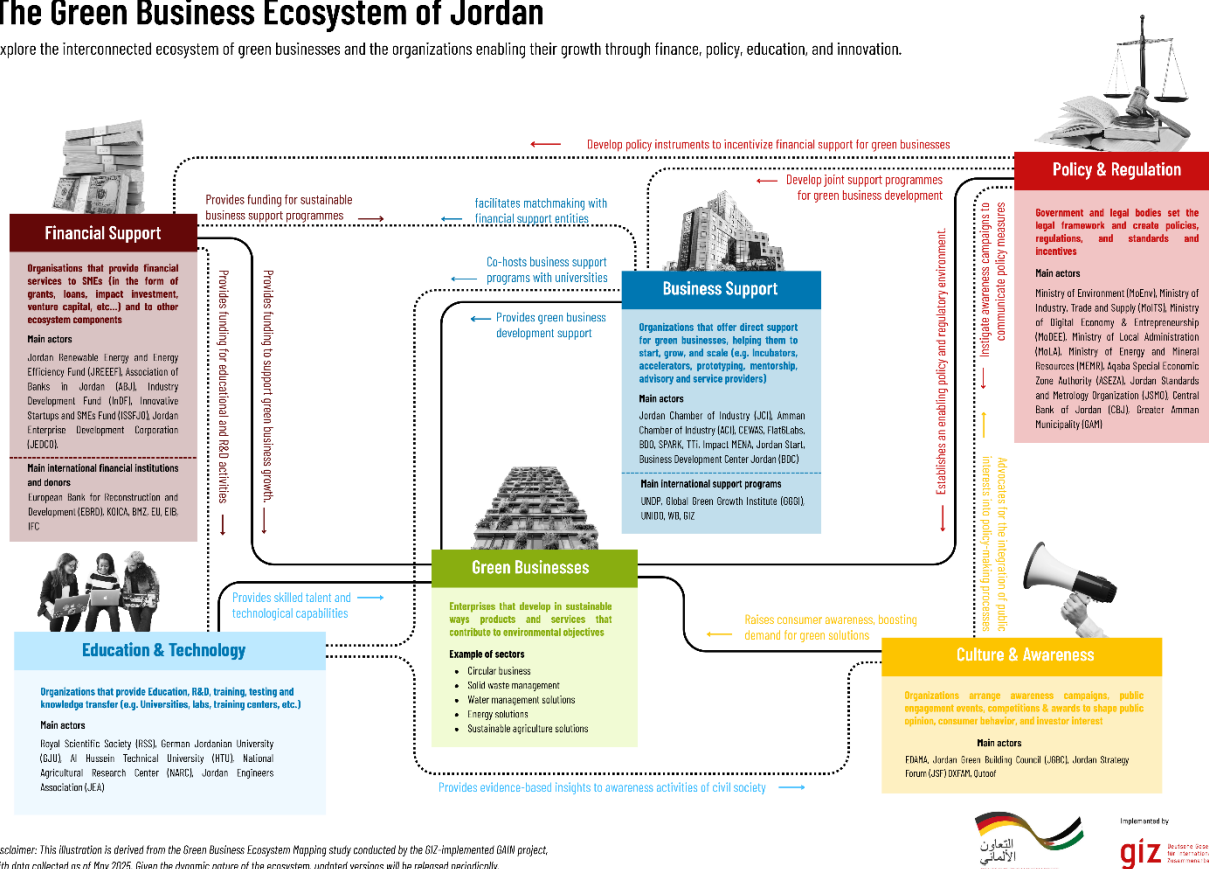 The Green Business Ecosystem of Jordan
xplore the interconnected ecosystem of green businesses and the organizations enabling their growth through finance, policy, education, and innovation.
Develop policy instruments to incentivize financial support for green businesses
Develop joint support programmes
for green business development
Provides funding for sustainable
business support programmes
facilitates matchmaking with
financial support entities
Co-hosts business support
programs with universities
Provides green business
development support
Policy & Regulation
Government and legal bodies set the
legal framework and create policies,
regulations, and standards and
incentives
Main actors
Ministry of Environment (MoEnv), Ministry of
Industry, Trade and Supply (MoITS), Ministry
of Digital Economy & Entrepreneurship
(MoDEE), Ministry of Local Administration
(MoLA), Ministry of Energy and Mineral
Resources (MEMR), Aqaba Special Economic
Zone Authority (ASEZA), Jordan Standards
and Metrology Organization (JSMO), Central
Bank of Jordan (CBJ), Greater Amman
Municipality (GAM)
Financial Support
Organisations that provide financial
services to SMEs (in the form of
grants, loans, impact investment,
venture capital, etc...) and to other
ecosystem components
Main actors
Jordan Renewable Energy and Energy
Efficiency Fund (JREEEF), Association of
Banks in Jordan (ABJ), Industry
Development Fund (InDF), Innovative
Startups and SMEs Fund (ISSFJO), Jordan
Enterprise Development Corporation
(JEDCO).
Main international financial institutions
and donors
European Bank for Reconstruction and
Development (EBRD), KOICA, BMZ, EU, EIB,
IFC
Provides funding for educational and R&D activities
Provides funding to support green business growth.
Business Support
Organizations that offer direct support
for green businesses, helping them to
start, grow, and scale (e.g. Incubators,
accelerators, prototyping, mentorship,
advisory and service providers)
Main actors
Jordan Chamber of Industry (JCI), Amman
Chamber of Industry (ACI), CEWAS, Flat6Labs,
BDO, SPARK, TTi, Impact MENA, Jordan Start,
Business Development Center Jordan (BDC)
Main international support programs
UNDP, Global Green Growth Institute (GGGI),
UNIDO, WB, GIZ
Establishes an enabling policy and regulatory environment.
Instigate awareness campaigns to
communicate policy measures
Advocates for the integration of public
interests into policy-making processes
Green Businesses
Enterprises that develop in sustainable
ways products and services that
contribute to environmental objectives
Example of sectors
• Circular business
• Solid waste management
• Water management solutions
• Energy solutions
• Sustainable agriculture solutions
Provides skilled talent and
technological capabilities
Raises consumer awareness, boosting
demand for green solutions
Education & Technology
Organizations that provide Education, R&D, training, testing and
knowledge transfer (e.g. Universities, labs, training centers, etc.)
Main actors
Royal Scientific Society (RSS), German Jordanian University
(GJU), Al Hussein Technical University (HTU), National
Agricultural Research Center (NARC), Jordan Engineers
Association (JEA)
Culture & Awareness
Organizations arrange awareness campaigns, public
engagement events, competitions & awards to shape public
opinion, consumer behavior, and investor interest
Main actors
EDAMA, Jordan Green Building Council (JGBC), Jordan Strategy
Forum (JSF) OXFAM, Qutoof
Provides evidence-based insights to awareness activities of civil society
isclaimer: This illustration is derived from the Green Business Ecosystem Mapping study conducted by the GIZ-implemented GAIN project,
ith data collected as of May 2025. Given the dynamic nature of the ecosystem, updated versions will be released periodically.
التعاون
الألماني
Implemented by
giz
Deutsche Gese